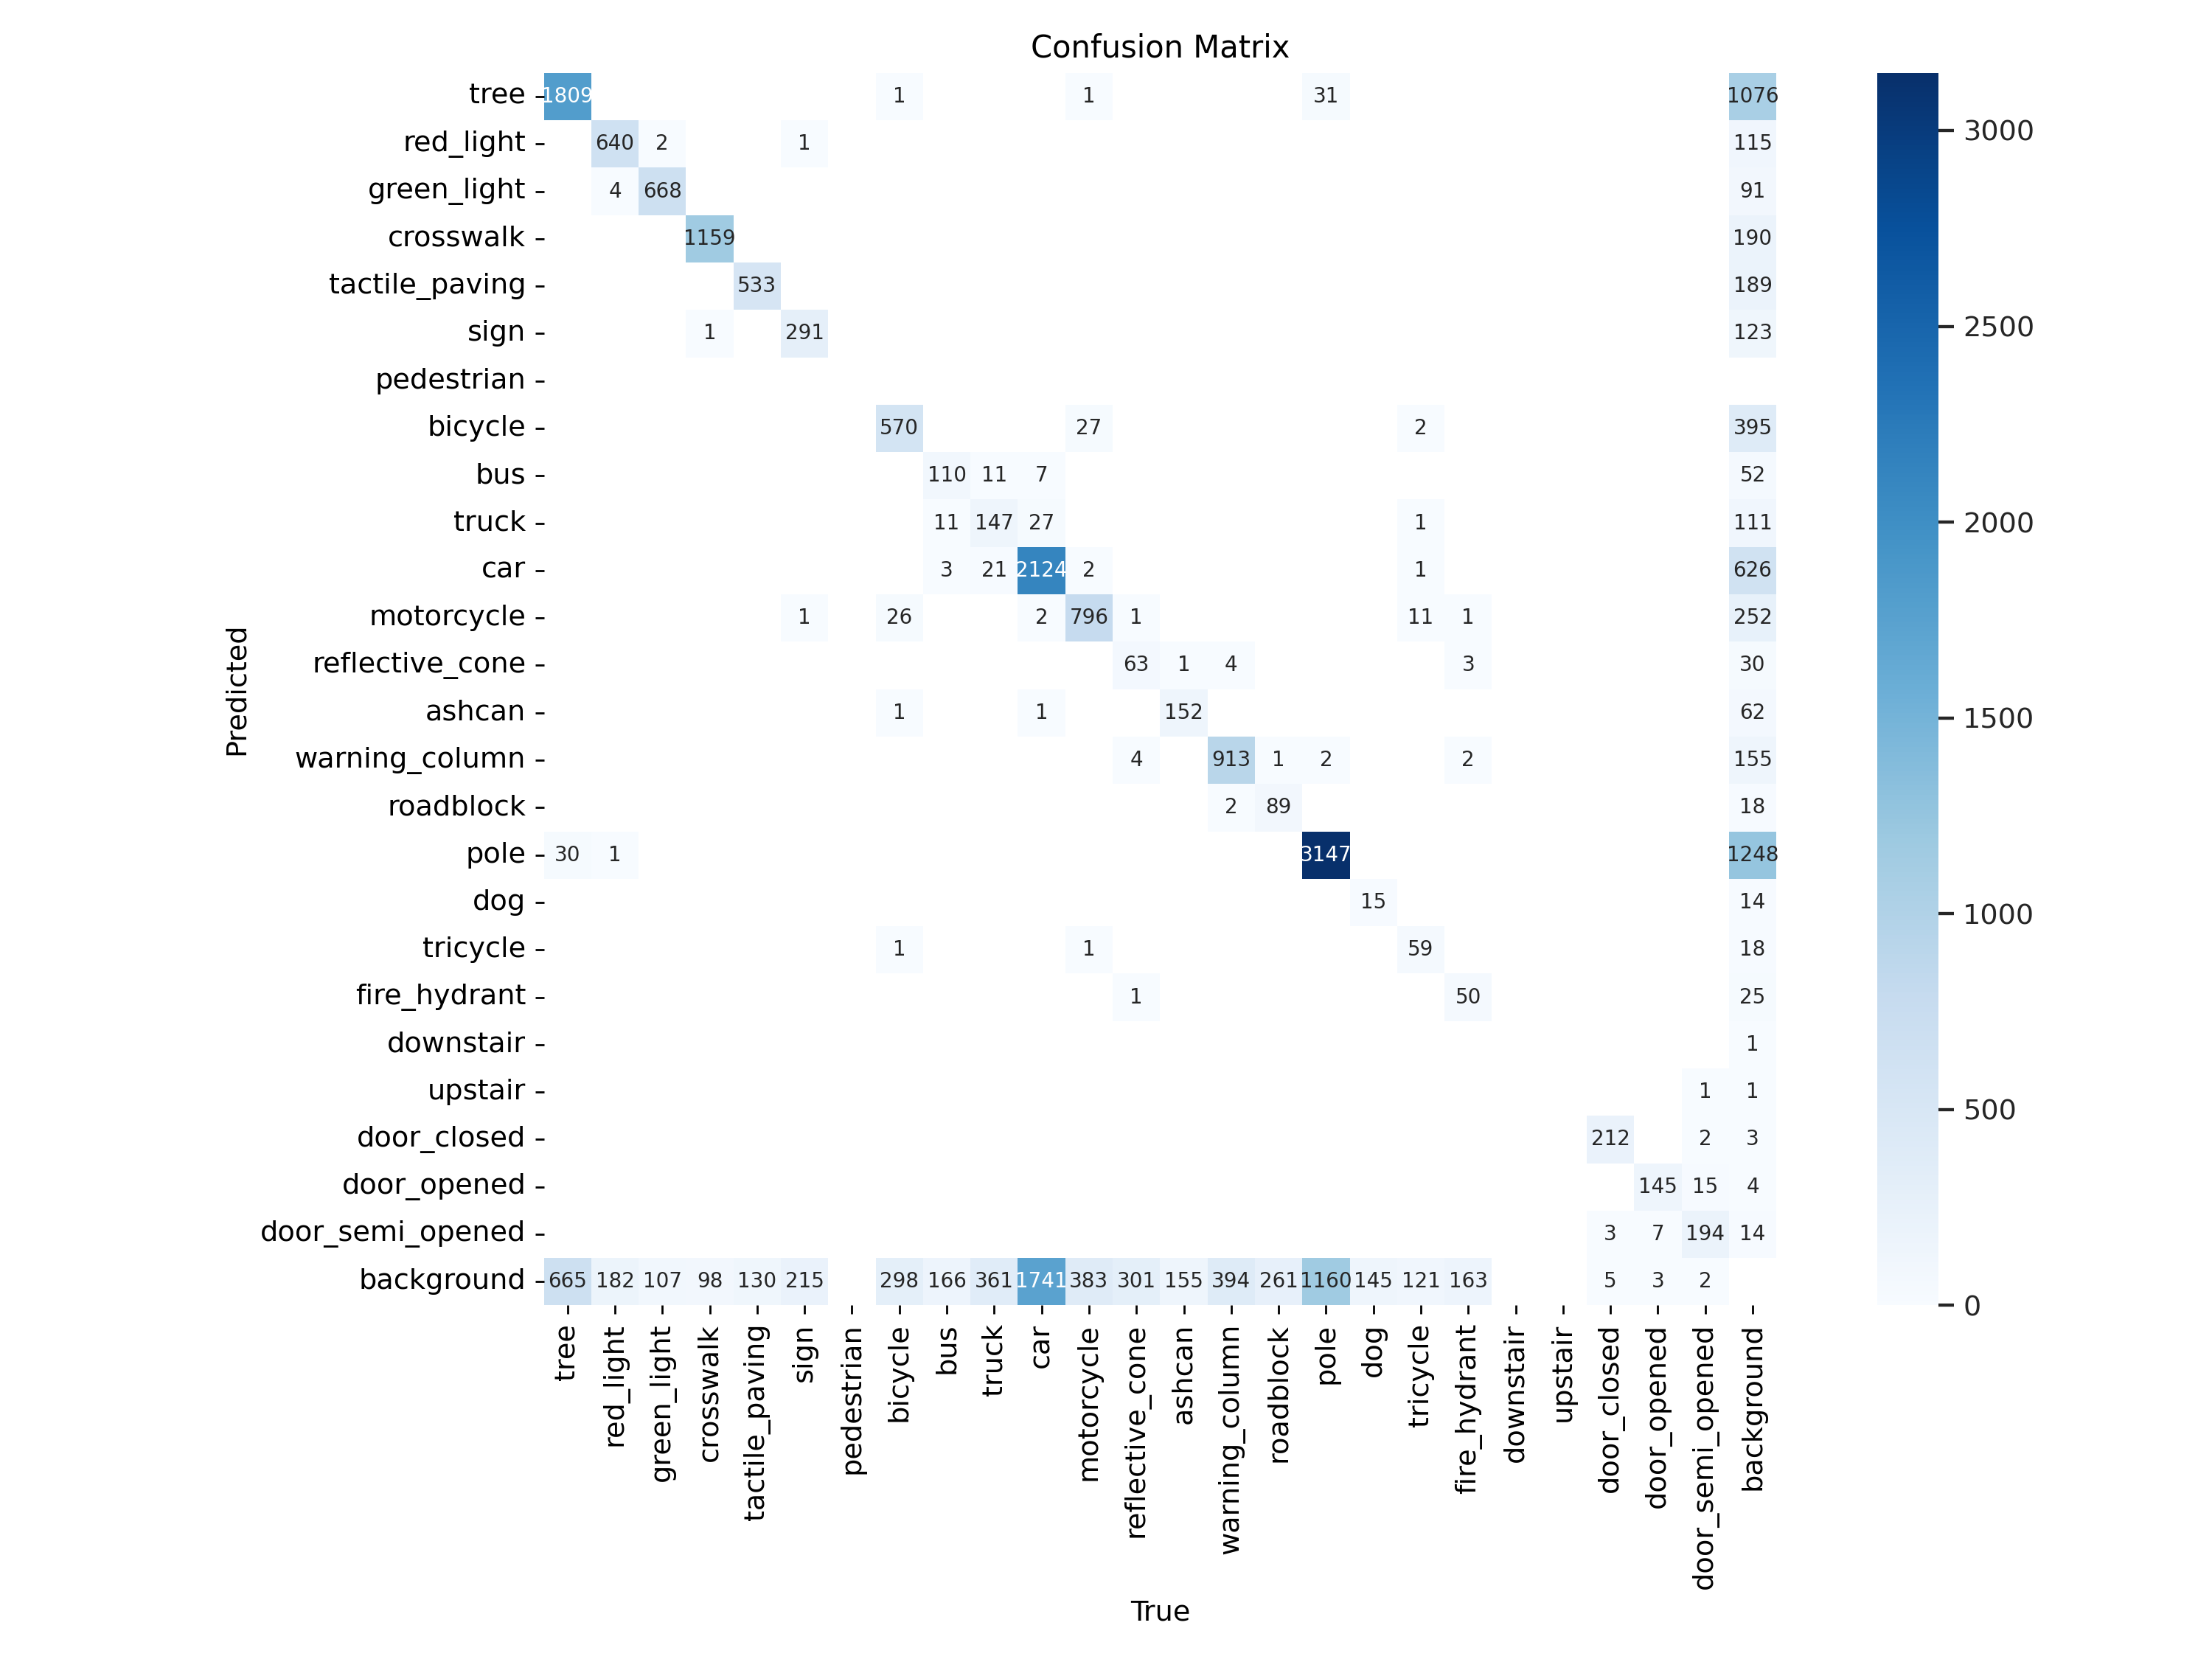 Confusion Matrix
tree 1809 1 1 31 1076
red_light 640 2 1 115
green_light 4 668 91
crosswalk 1159 190
tactile_paving 533 189
sign 1 291 123
pedestrian
bicycle 570 27 2 395
bus 110 11 7 52
truck 11 147 27 1 111
car 3 21 2124 2 1 626
motorcycle 1 26 2 796 1 11 1 252
reflective_cone 63 1 4 3 30
ashcan 1 1 152 62
warning_column 4 913 1 2 2 155
roadblock 2 89 18
pole 30 1 3147 1248
dog 15 14
tricycle 1 1 59 18
fire_hydrant 1 50 25
downstair 1
upstair 1 1
door_closed 212 2 3
door_opened 145 15 4
door_semi_opened 3 7 194 14
background 665 182 107 98 130 215 298 166 361 1741 383 301 155 394 261 1160 145 121 163 5 3 2
Predicted
tree
red_light
green_light
crosswalk
tactile_paving
sign
pedestrian
bicycle
bus
truck
car
motorcycle
reflective_cone
ashcan
warning_column
roadblock
pole
dog
tricycle
fire_hydrant
downstair
upstair
door_closed
door_opened
door_semi_opened
background
True
3000
2500
2000
1500
1000
500
0